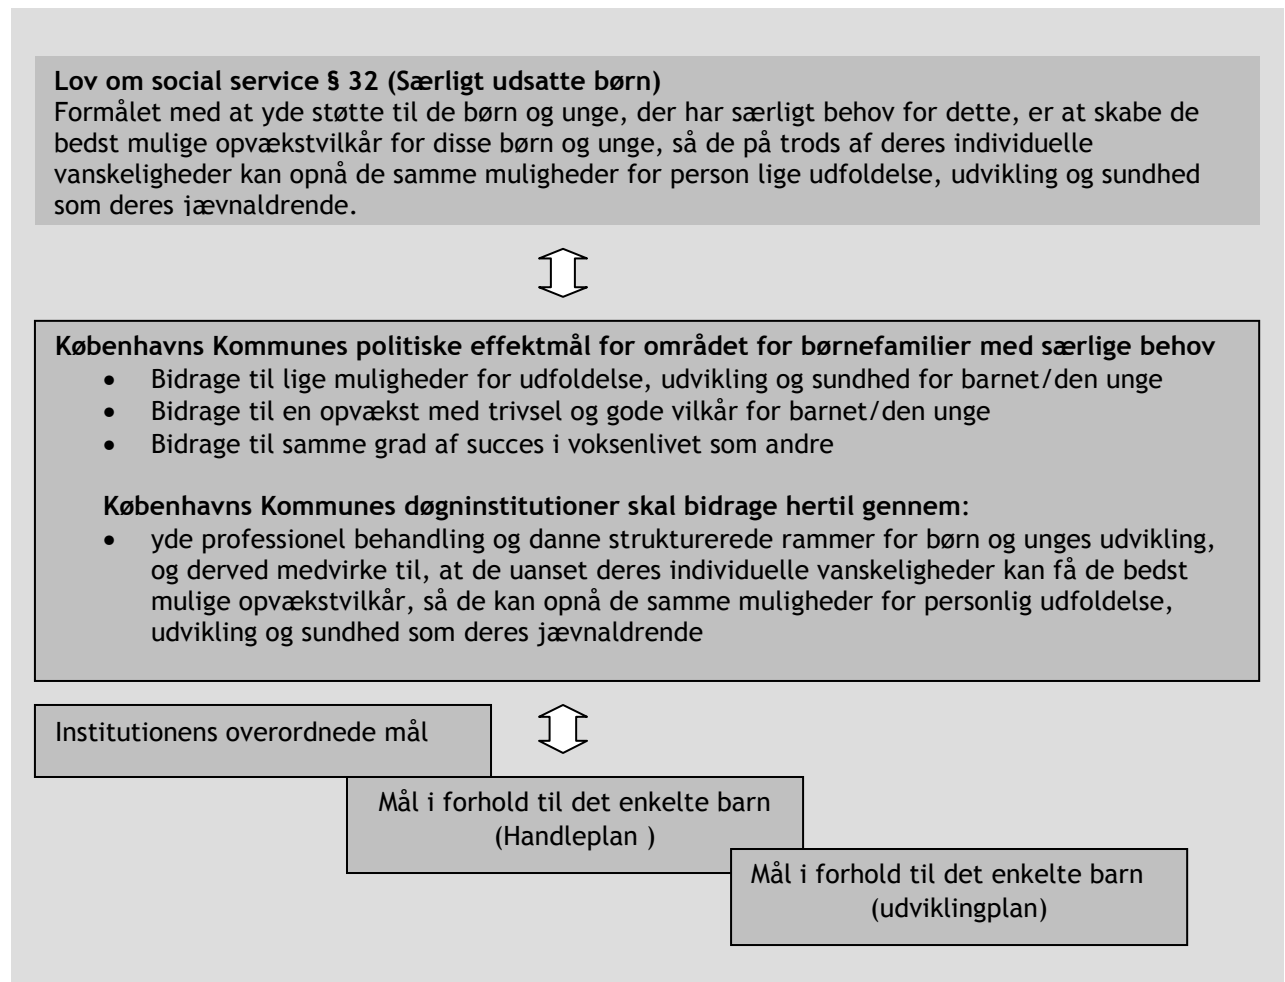 Lov om social service § 32 (Særligt udsatte børn)
Formålet med at yde støtte til de børn og unge, der har særligt behov for dette, er at skabe de
bedst mulige opvækstvilkår for disse børn og unge, så de på trods af deres individuelle
vanskeligheder kan opnå de samme muligheder for person lige udfoldelse, udvikling og sundhed
som deres jævnaldrende.
Københavns Kommunes politiske effektmål for området for børnefamilier med særlige behov
• Bidrage til lige muligheder for udfoldelse, udvikling og sundhed for barnet/den unge
• Bidrage til en opvækst med trivsel og gode vilkår for barnet/den unge
• Bidrage til samme grad af succes i voksenlivet som andre
Københavns Kommunes døgninstitutioner skal bidrage hertil gennem:
• yde professionel behandling og danne strukturerede rammer for børn og unges udvikling,
og derved medvirke til, at de uanset deres individuelle vanskeligheder kan få de bedst
mulige opvækstvilkår, så de kan opnå de samme muligheder for personlig udfoldelse,
udvikling og sundhed som deres jævnaldrende
Institutionens overordnede mål
Mål i forhold til det enkelte barn
(Handleplan )
Mål i forhold til det enkelte barn
(udviklingplan)